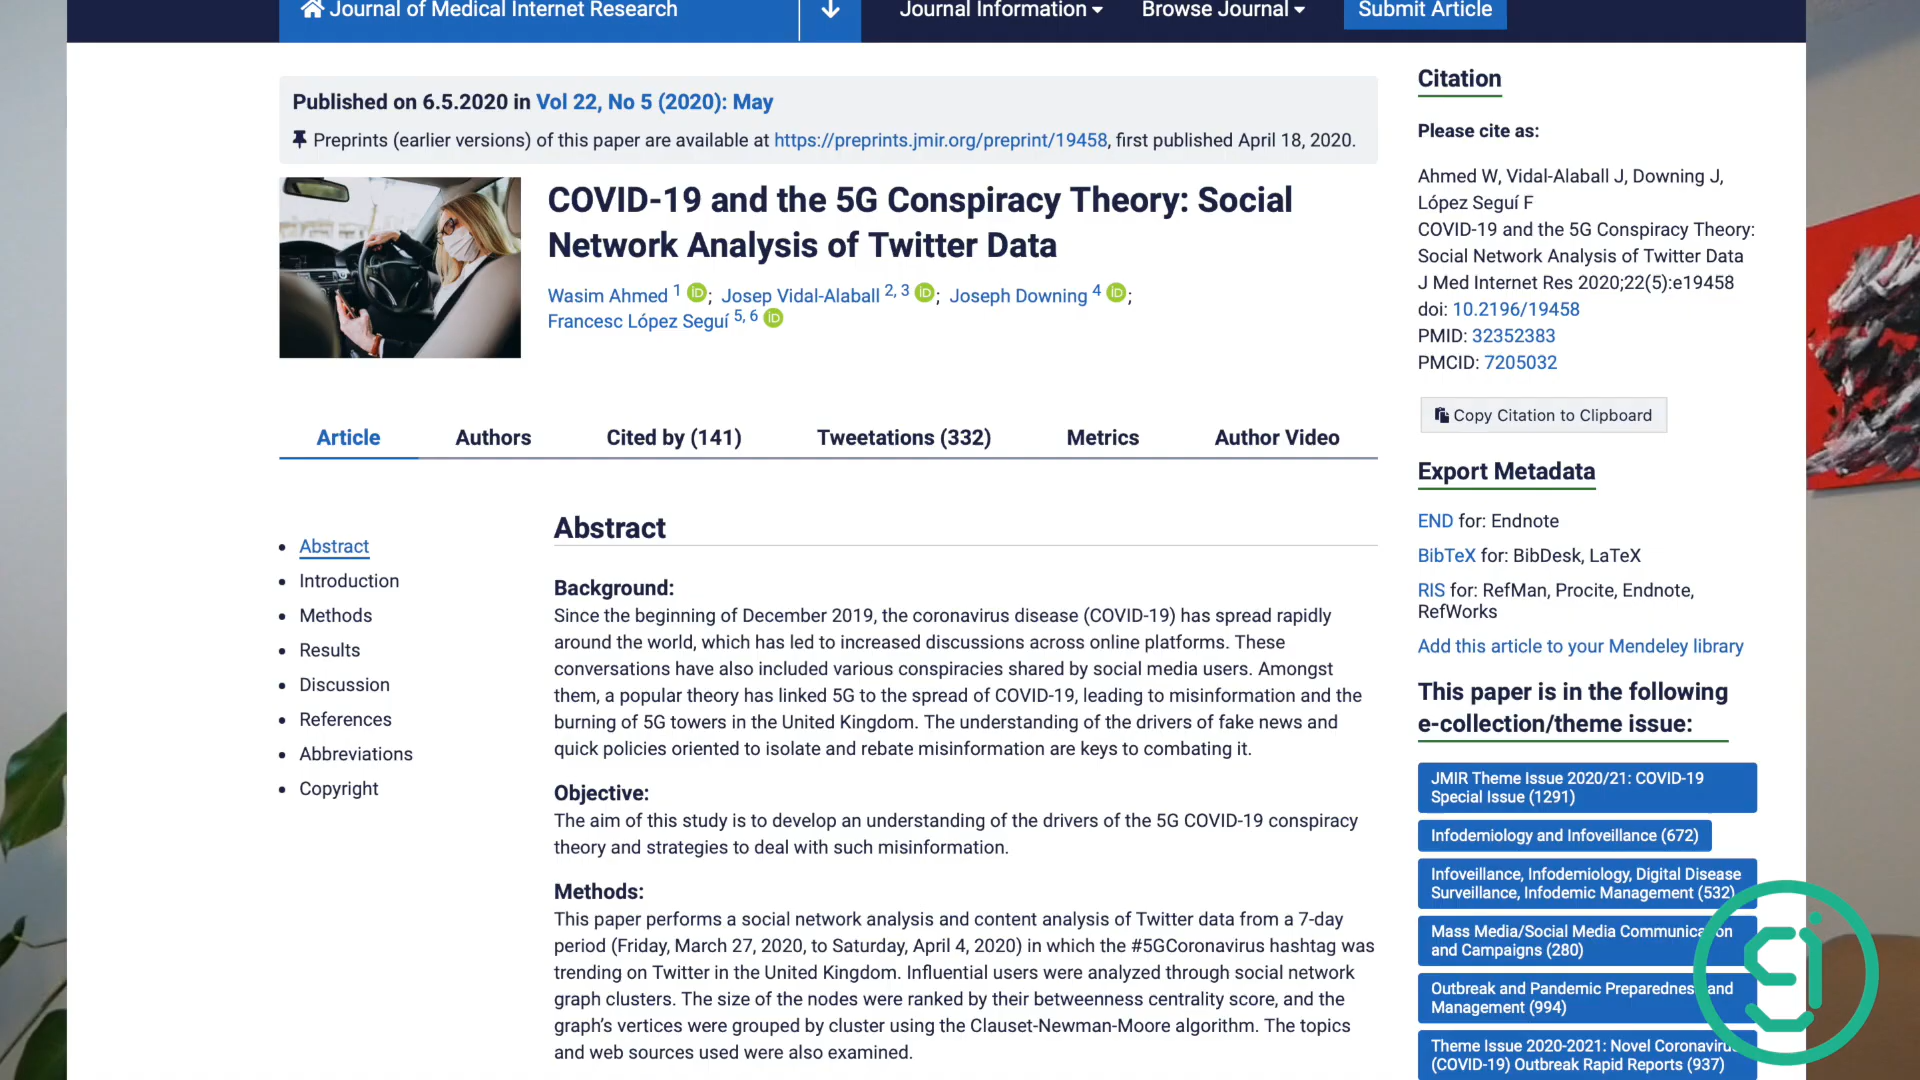 Journal of Medical Internet Research
Journal Information
Browse Journal
Submit Article
Published on 6.5.2020 in Vol 22, No 5 (2020): May
Preprints (earlier versions) of this paper are available at https://preprints.jmir.org/preprint/19458, first published April 18, 2020.
COVID-19 and the 5G Conspiracy Theory: Social
Network Analysis of Twitter Data
Wasim Ahmed 1 iD; Josep Vidal-Alaball 2, 3 iD; Joseph Downing 4 iD;
Francesc López Seguí 5, 6 iD
Article
Authors
Cited by (141)
Tweetations (332)
Metrics
Author Video
Abstract
Introduction
Methods
Results
Discussion
References
Abbreviations
Copyright
Abstract
Background:
Since the beginning of December 2019, the coronavirus disease (COVID-19) has spread rapidly
around the world, which has led to increased discussions across online platforms. These
conversations have also included various conspiracies shared by social media users. Amongst
them, a popular theory has linked 5G to the spread of COVID-19, leading to misinformation and the
burning of 5G towers in the United Kingdom. The understanding of the drivers of fake news and
quick policies oriented to isolate and rebate misinformation are keys to combating it.
Objective:
The aim of this study is to develop an understanding of the drivers of the 5G COVID-19 conspiracy
theory and strategies to deal with such misinformation.
Methods:
This paper performs a social network analysis and content analysis of Twitter data from a 7-day
period (Friday, March 27, 2020, to Saturday, April 4, 2020) in which the #5GCoronavirus hashtag was
trending on Twitter in the United Kingdom. Influential users were analyzed through social network
graph clusters. The size of the nodes were ranked by their betweenness centrality score, and the
graph's vertices were grouped by cluster using the Clauset-Newman-Moore algorithm. The topics
and web sources used were also examined.
Citation
Please cite as:
Ahmed W, Vidal-Alaball J, Downing J,
López Seguí F
COVID-19 and the 5G Conspiracy Theory:
Social Network Analysis of Twitter Data
J Med Internet Res 2020;22(5):e19458
doi: 10.2196/19458
PMID: 32352383
PMCID: 7205032
Copy Citation to Clipboard
Export Metadata
END for: Endnote
BibTeX for: BibDesk, LaTeX
RIS for: RefMan, Procite, Endnote,
RefWorks
Add this article to your Mendeley library
This paper is in the following
e-collection/theme issue:
JMIR Theme Issue 2020/21: COVID-19
Special Issue (1291)
Infodemiology and Infoveillance (672)
Infoveillance, Infodemiology, Digital Disease
Surveillance, Infodemic Management (532)
Mass Media/Social Media Communication
and Campaigns (280)
Outbreak and Pandemic Preparedness and
Management (994)
Theme Issue 2020-2021: Novel Coronavirus
(COVID-19) Outbreak Rapid Reports (937)